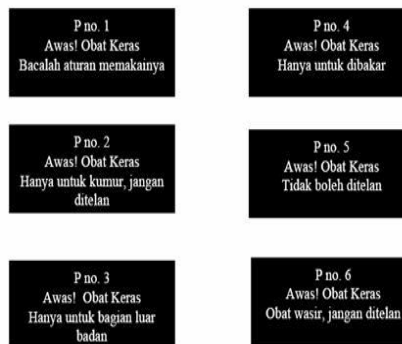 P no. 1
Awas! Obat Keras
Bacalah aturan memakainya
P no. 2
Awas! Obat Keras
Hanya untuk kumur, jangan
ditelan
P no. 3
Awas! Obat Keras
Hanya untuk bagian luar
badan
P no. 4
Awas! Obat Keras
Hanya untuk dibakar
P no. 5
Awas! Obat Keras
Tidak boleh ditelan
P no. 6
Awas! Obat Keras
Obat wasir, jangan ditelan